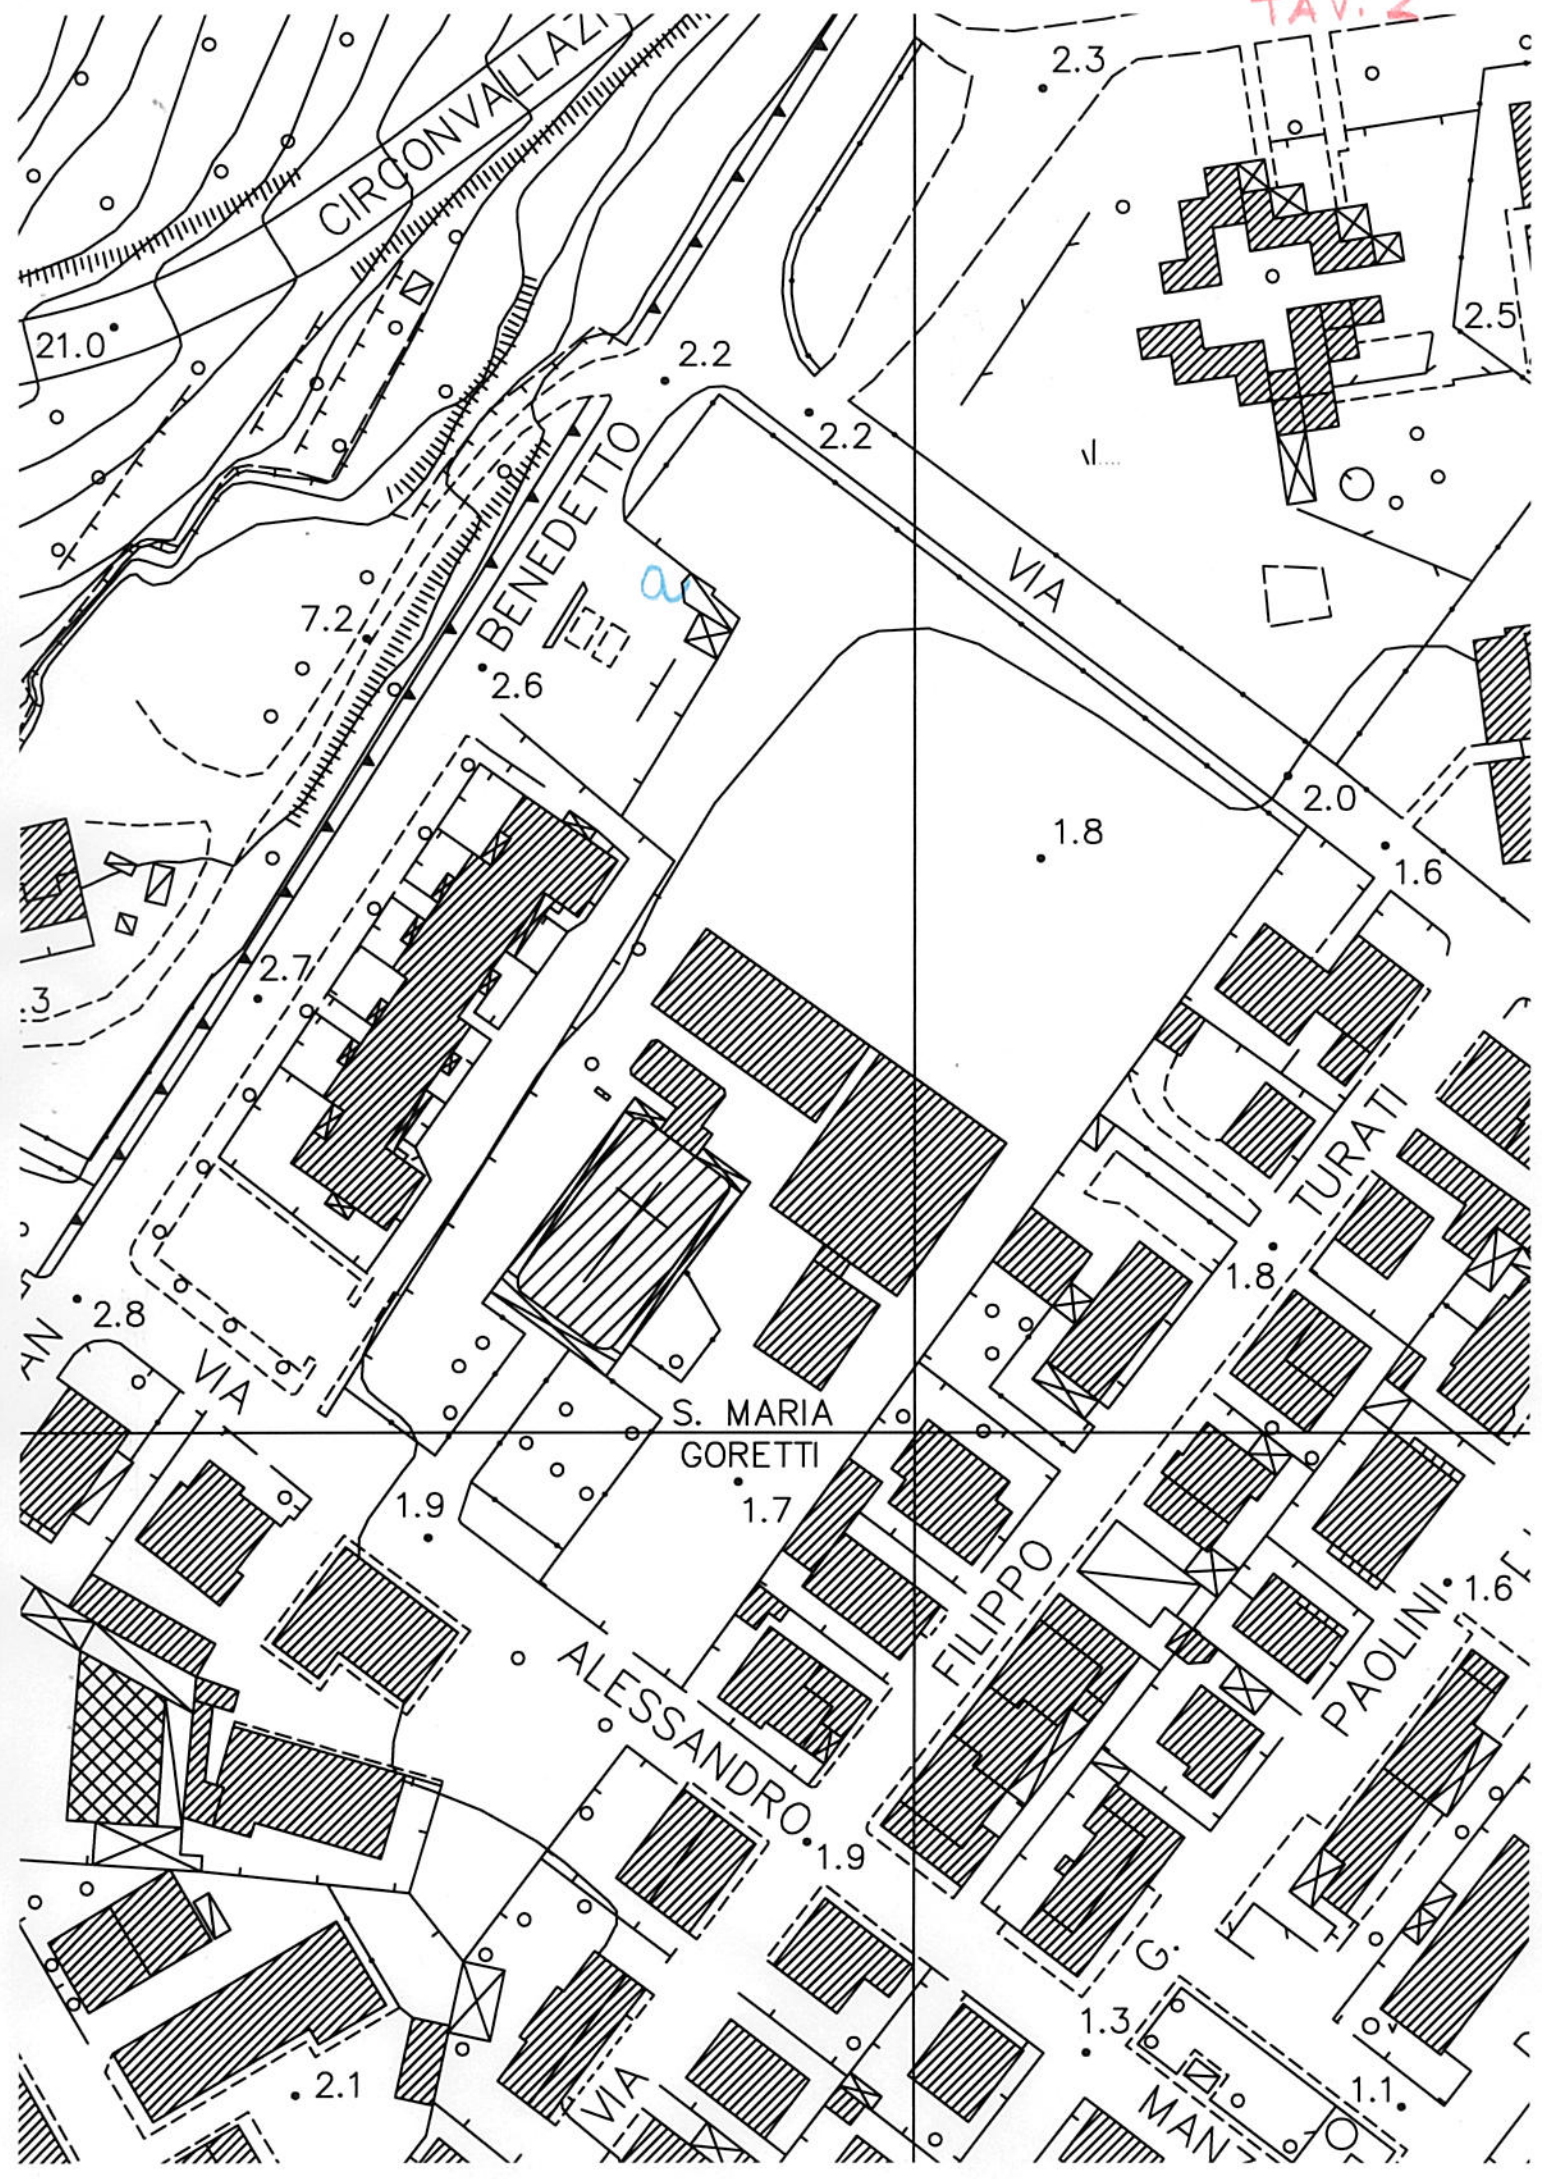 TAV. 2
2.3
CIRCONVALLAZI
2.5
21.0
2.2
2.2
BENEDETTO
VIA
a
7.2
2.6
2.0
1.8
1.6
2.7
.3
TURATI
1.8
2.8
AN
VIA
S. MARIA
GORETTI
1.9
1.7
FILIPPO
1.6
PAOLINI
ALESSANDRO
1.9
G.
1.3
2.1
VIA
1.1
MAN